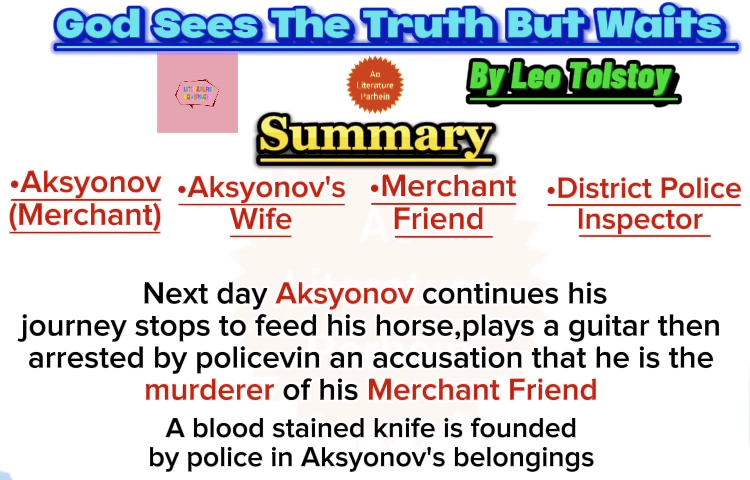 God Sees The Truth But Waits
An
Literature
Parhein
By Leo Tolstoy
Summary
•Aksyonov
(Merchant)
•Aksyonov's
Wife
•Merchant
Friend
•District Police
Inspector
Next day Aksyonov continues his
journey stops to feed his horse,plays a guitar then
arrested by policevin an accusation that he is the
murderer of his Merchant Friend
A blood stained knife is founded
by police in Aksyonov's belongings